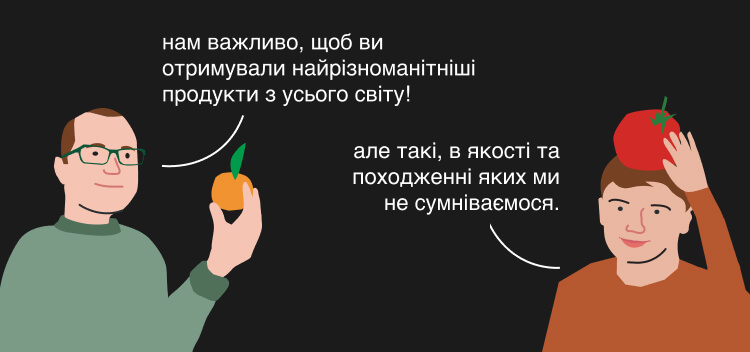 нам важливо, щоб ви
отримували найрізноманітніші
продукти з усього світу!
але такі, в якості та
походженні яких ми
не сумніваємося.